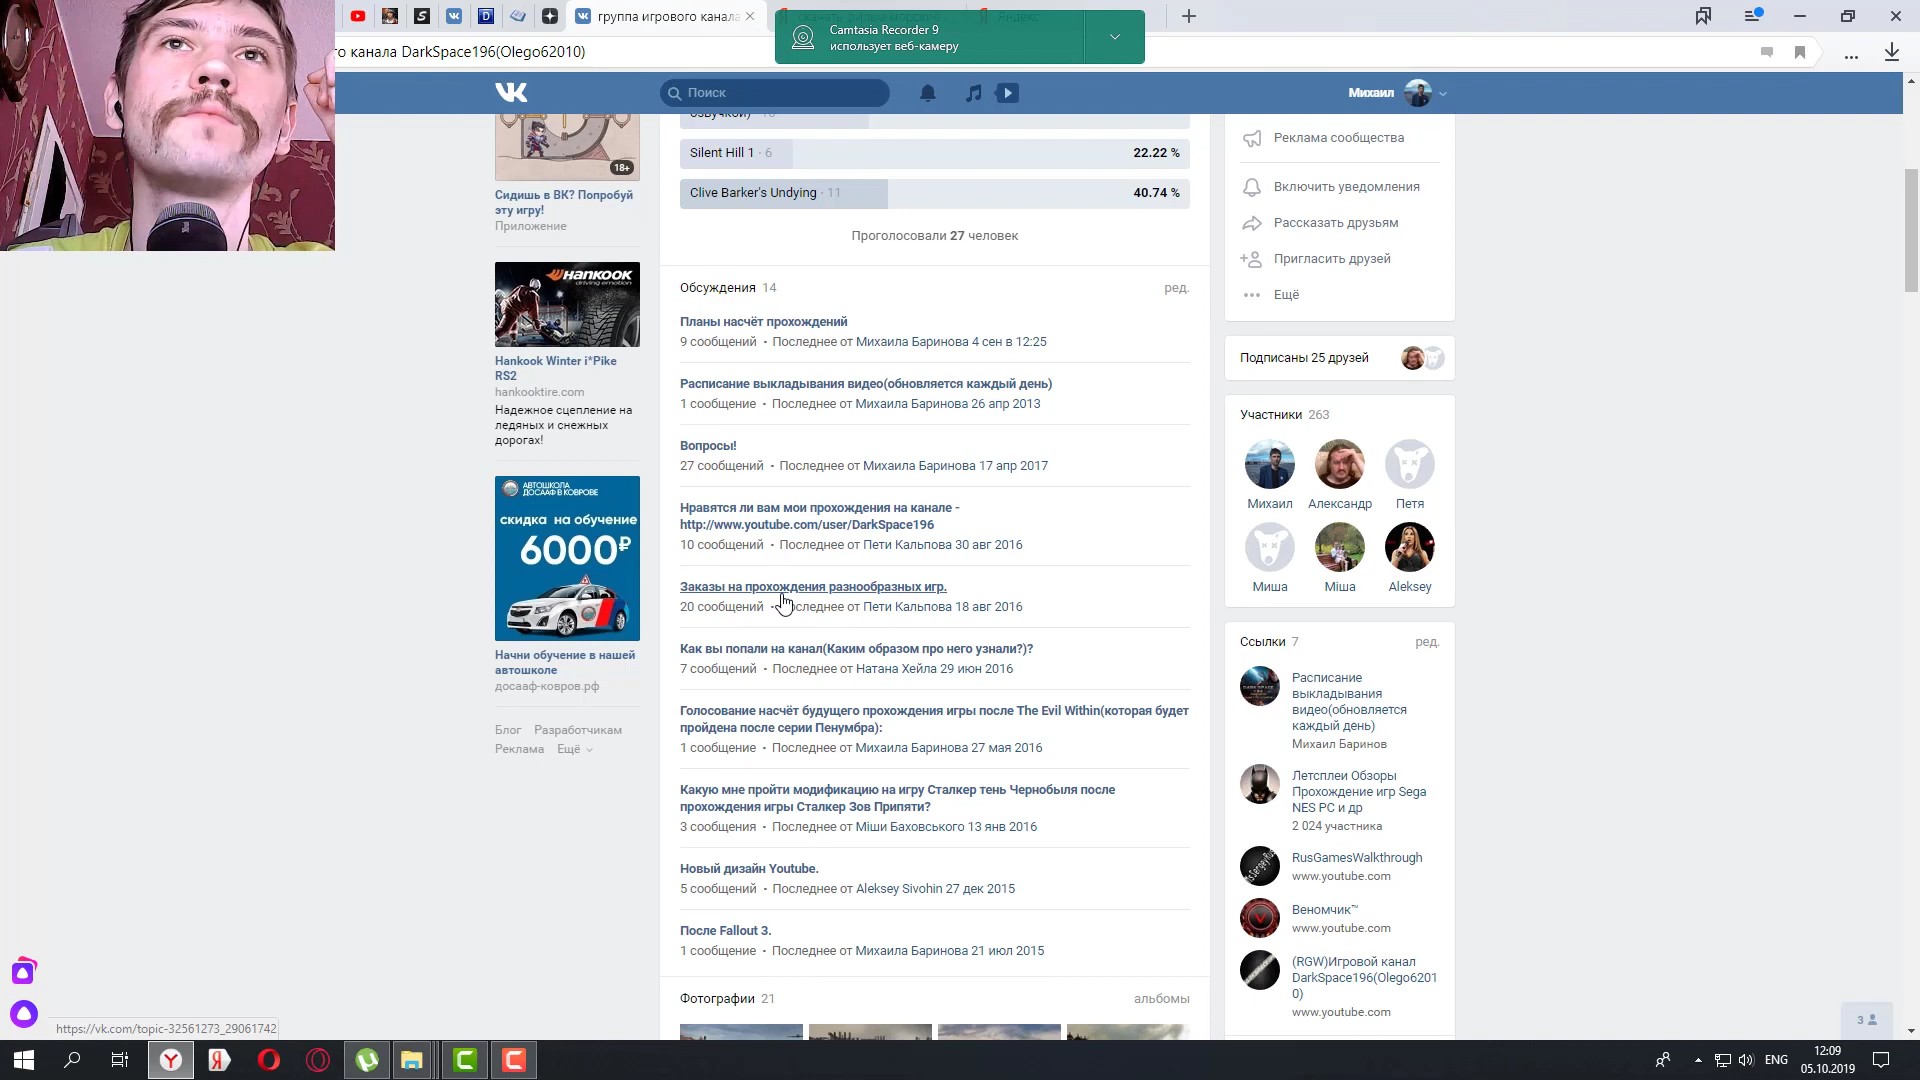 группа игрового канала
Яндекс
го канала DarkSpace196(Olego62010)
Camtasia Recorder 9
использует веб-камеру
Поиск
Михаил
18+
Сидишь в ВК? Попробуй
эту игру!
Приложение
HANKOOK
driving emotion
Hankook Winter i*Pike
RS2
hankooktire.com
Надежное сцепление на
ледяных и снежных
дорогах!
АВТОШКОЛА
ДОСААФ В КОВРОВЕ
скидка на обучение
6000₽
Начни обучение в нашей
автошколе
досааф-ковров.рф
Блог Разработчикам
Реклама Ещё
озвучкой) · 18
Silent Hill 1 · 6 22.22 %
Clive Barker's Undying · 11 40.74 %
Проголосовали 27 человек
Обсуждения 14 ред.
Планы насчёт прохождений
9 сообщений • Последнее от Михаила Баринова 4 сен в 12:25
Расписание выкладывания видео(обновляется каждый день)
1 сообщение • Последнее от Михаила Баринова 26 апр 2013
Вопросы!
27 сообщений • Последнее от Михаила Баринова 17 апр 2017
Нравятся ли вам мои прохождения на канале -
http://www.youtube.com/user/DarkSpace196
10 сообщений • Последнее от Пети Кальпова 30 авг 2016
Заказы на прохождения разнообразных игр.
20 сообщений • Последнее от Пети Кальпова 18 авг 2016
Как вы попали на канал(Каким образом про него узнали?)?
7 сообщений • Последнее от Натана Хейла 29 июн 2016
Голосование насчёт будущего прохождения игры после The Evil Within(которая будет
пройдена после серии Пенумбра):
1 сообщение • Последнее от Михаила Баринова 27 мая 2016
Какую мне пройти модификацию на игру Сталкер тень Чернобыля после
прохождения игры Сталкер Зов Припяти?
3 сообщения • Последнее от Міши Баховського 13 янв 2016
Новый дизайн Youtube.
5 сообщений • Последнее от Aleksey Sivohin 27 дек 2015
После Fallout 3.
1 сообщение • Последнее от Михаила Баринова 21 июл 2015
Фотографии 21 альбомы
Реклама сообщества
Включить уведомления
Рассказать друзьям
Пригласить друзей
Ещё
Подписаны 25 друзей
Участники 263
Михаил Александр Петя
Миша Міша Aleksey
Ссылки 7 ред.
Расписание
выкладывания
видео(обновляется
каждый день)
Михаил Баринов
Летсплеи Обзоры
Прохождение игр Sega
NES PC и др
2 024 участника
RusGamesWalkthrough
www.youtube.com
Веномчик™
www.youtube.com
(RGW)Игровой канал
DarkSpace196(Olego6201
0)
www.youtube.com
3
https://vk.com/topic-32561273_29061742
ENG
12:09
05.10.2019